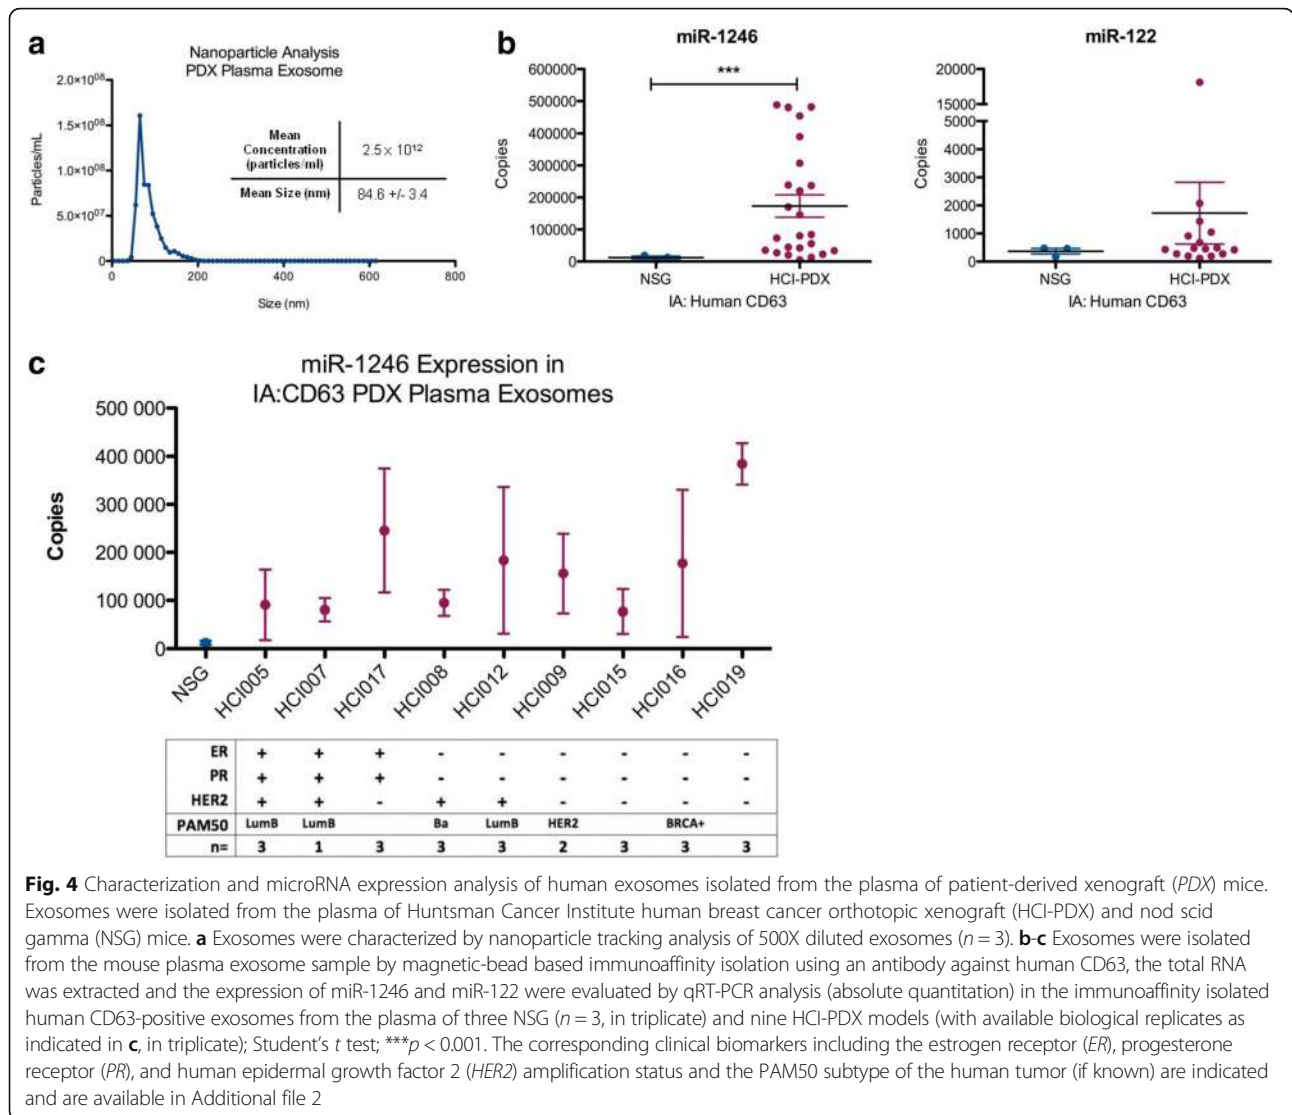 a
Nanoparticle Analysis
PDX Plasma Exosome
2.0×10⁰⁸
1.5×10⁰⁸
1.0×10⁰⁸
5.0×10⁰⁷
0
Particles/mL
0 200 400 600 800
Size (nm)
Mean
Concentration
(particles/ml)
2.5 × 10¹²
Mean Size (nm) 84.6 +/- 3.4
b
miR-1246
600000
500000
400000
300000
200000
100000
0
Copies
***
NSG HCI-PDX
IA: Human CD63
miR-122
20000
15000
5000
4000
3000
2000
1000
0
Copies
NSG HCI-PDX
IA: Human CD63
c
miR-1246 Expression in
IA:CD63 PDX Plasma Exosomes
500 000
400 000
300 000
200 000
100 000
0
Copies
NSG HCI005 HCI007 HCI017 HCI008 HCI012 HCI009 HCI015 HCI016 HCI019
ER + + + - - - - - -
PR + + + - - - - - -
HER2 + + - + + - - - -
PAM50 LumB LumB Ba LumB HER2 BRCA+
n= 3 1 3 3 3 2 3 3 3
Fig. 4 Characterization and microRNA expression analysis of human exosomes isolated from the plasma of patient-derived xenograft (PDX) mice.
Exosomes were isolated from the plasma of Huntsman Cancer Institute human breast cancer orthotopic xenograft (HCI-PDX) and nod scid
gamma (NSG) mice. a Exosomes were characterized by nanoparticle tracking analysis of 500X diluted exosomes (n = 3). b-c Exosomes were isolated
from the mouse plasma exosome sample by magnetic-bead based immunoaffinity isolation using an antibody against human CD63, the total RNA
was extracted and the expression of miR-1246 and miR-122 were evaluated by qRT-PCR analysis (absolute quantitation) in the immunoaffinity isolated
human CD63-positive exosomes from the plasma of three NSG (n = 3, in triplicate) and nine HCI-PDX models (with available biological replicates as
indicated in c, in triplicate); Student's t test; ***p < 0.001. The corresponding clinical biomarkers including the estrogen receptor (ER), progesterone
receptor (PR), and human epidermal growth factor 2 (HER2) amplification status and the PAM50 subtype of the human tumor (if known) are indicated
and are available in Additional file 2